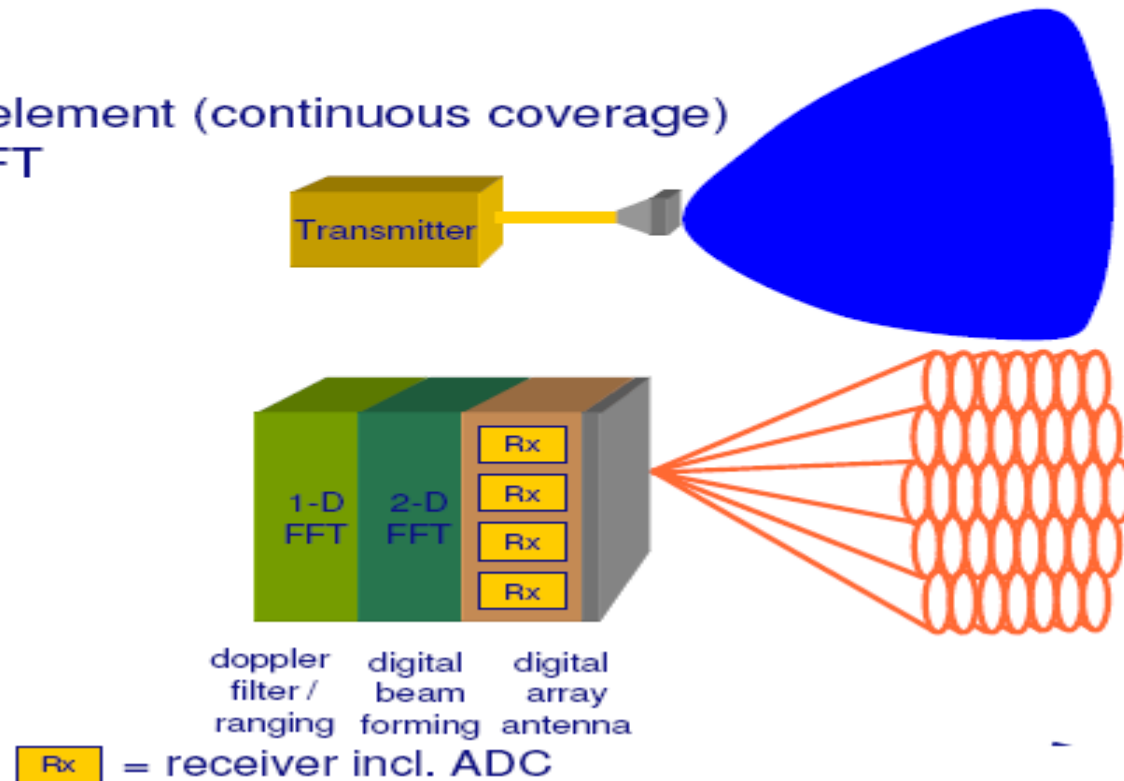 element (continuous coverage)
FT
Transmitter
Rx
Rx
Rx
Rx
1-D
FFT
2-D
FFT
doppler
filter /
ranging
digital
beam
forming
digital
array
antenna
Rx = receiver incl. ADC